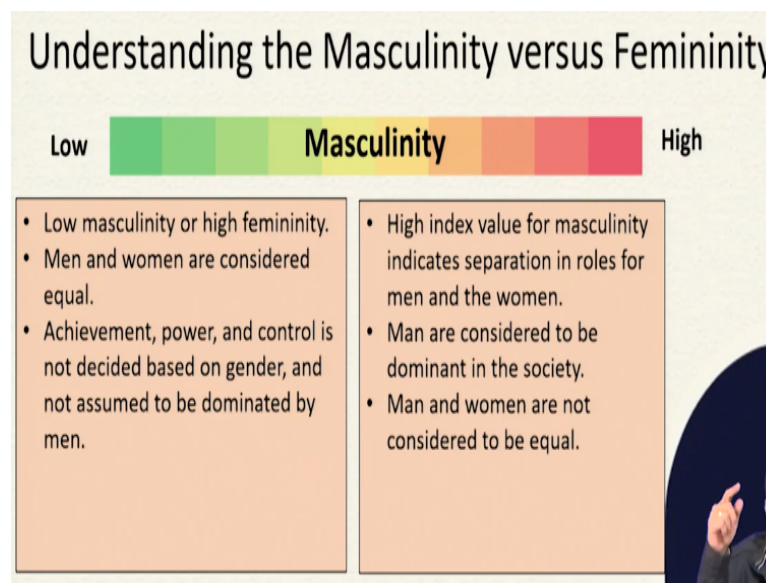 Understanding the Masculinity versus Femininity
Low Masculinity High
• Low masculinity or high femininity.
• Men and women are considered
equal.
• Achievement, power, and control is
not decided based on gender, and
not assumed to be dominated by
men.
• High index value for masculinity
indicates separation in roles for
men and the women.
• Man are considered to be
dominant in the society.
• Man and women are not
considered to be equal.